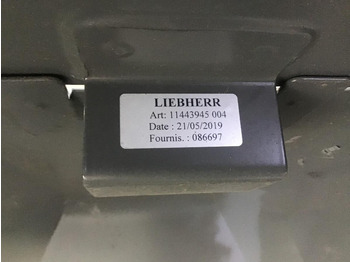 LIEBHERR
Art: 11443945 004
Date : 21/05/2019
Fournis. : 086697